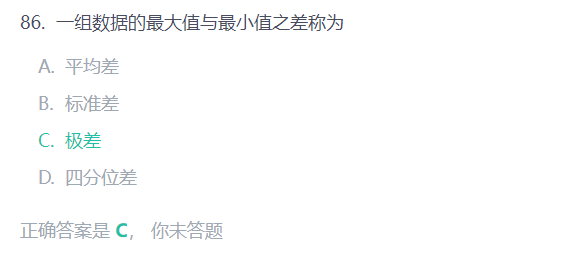 86. 一组数据的最大值与最小值之差称为
A. 平均差
B. 标准差
C. 极差
D. 四分位差
正确答案是 C， 你未答题